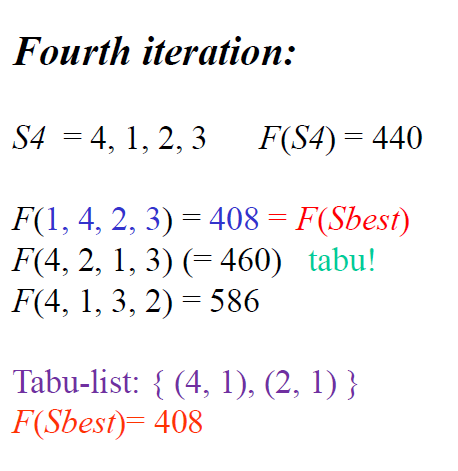 Fourth iteration:
S4 = 4, 1, 2, 3 F(S4) = 440
F(1, 4, 2, 3) = 408 = F(Sbest)
F(4, 2, 1, 3) (= 460) tabu!
F(4, 1, 3, 2) = 586
Tabu-list: { (4, 1), (2, 1) }
F(Sbest)= 408